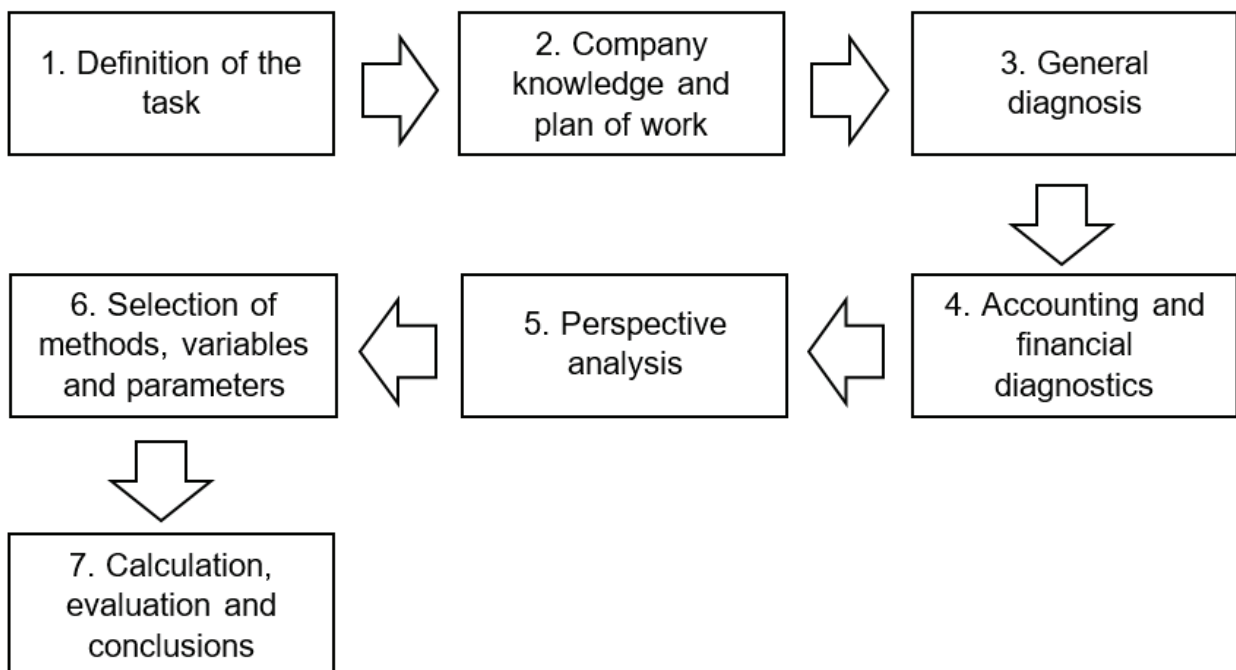 1. Definition of the
task
2. Company
knowledge and
plan of work
3. General
diagnosis
4. Accounting and
financial
diagnostics
5. Perspective
analysis
6. Selection of
methods, variables
and parameters
7. Calculation,
evaluation and
conclusions